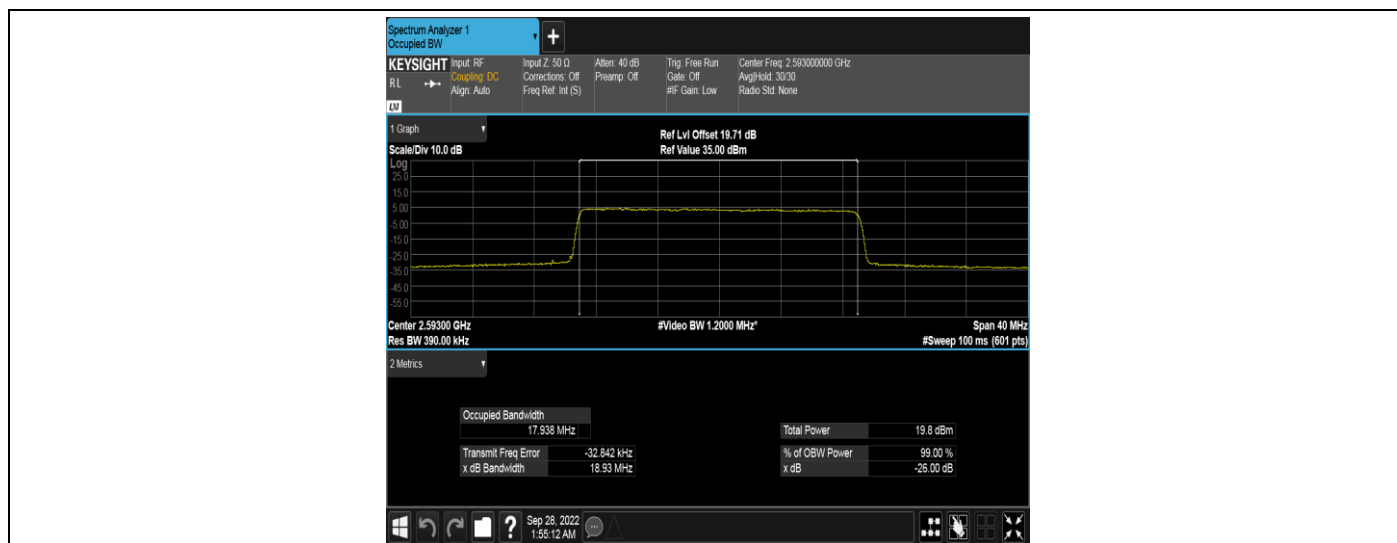 Spectrum Analyzer 1
Occupied BW
+
KEYSIGHT
RL
LXI
Input: RF
Coupling: DC
Align: Auto
Input Z: 50 Ω
Corrections: Off
Freq Ref: Int (S)
Atten: 40 dB
Preamp: Off
Trig: Free Run
Gate: Off
#IF Gain: Low
Center Freq: 2.593000000 GHz
Avg|Hold: 30/30
Radio Std: None
1 Graph
Scale/Div 10.0 dB
Ref Lvl Offset 19.71 dB
Ref Value 35.00 dBm
Log
25.0
15.0
5.00
-5.00
-15.0
-25.0
-35.0
-45.0
-55.0
Center 2.59300 GHz
#Video BW 1.2000 MHz*
Span 40 MHz
Res BW 390.00 kHz
#Sweep 100 ms (601 pts)
2 Metrics
Occupied Bandwidth
17.938 MHz
Total Power 19.8 dBm
Transmit Freq Error -32.842 kHz
% of OBW Power 99.00 %
x dB Bandwidth 18.93 MHz
x dB -26.00 dB
?
Sep 28, 2022
1:55:12 AM